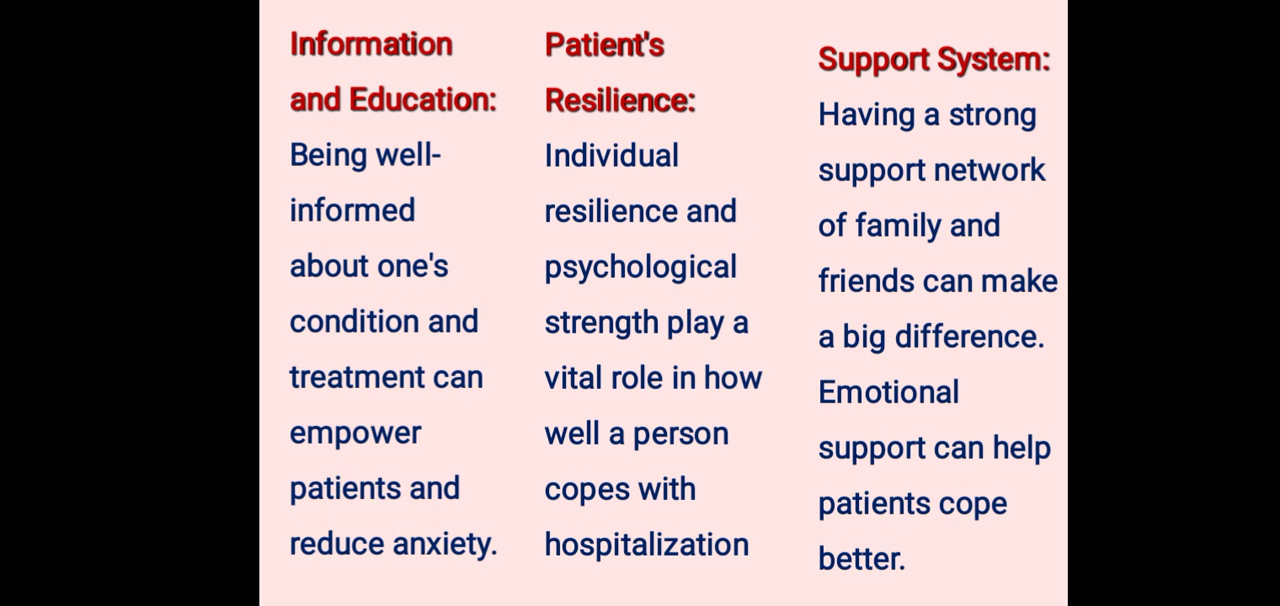 Information
and Education:
Being well-
informed
about one's
condition and
treatment can
empower
patients and
reduce anxiety.
Patient's
Resilience:
Individual
resilience and
psychological
strength play a
vital role in how
well a person
copes with
hospitalization
Support System:
Having a strong
support network
of family and
friends can make
a big difference.
Emotional
support can help
patients cope
better.